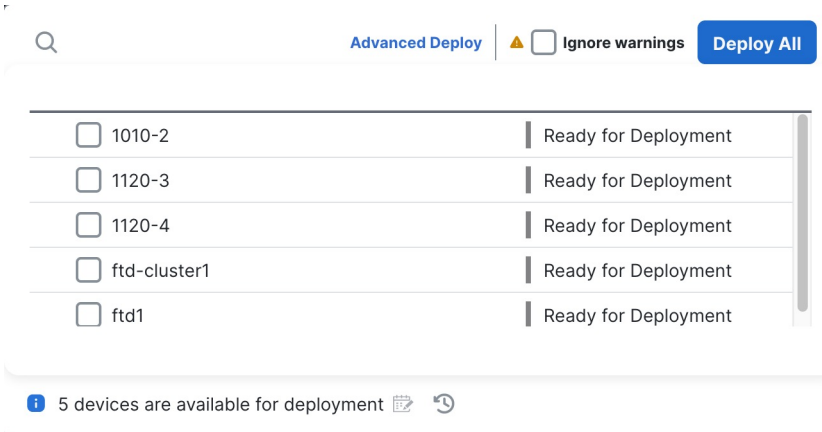 Advanced Deploy Ignore warnings Deploy All
1010-2 Ready for Deployment
1120-3 Ready for Deployment
1120-4 Ready for Deployment
ftd-cluster1 Ready for Deployment
ftd1 Ready for Deployment
5 devices are available for deployment